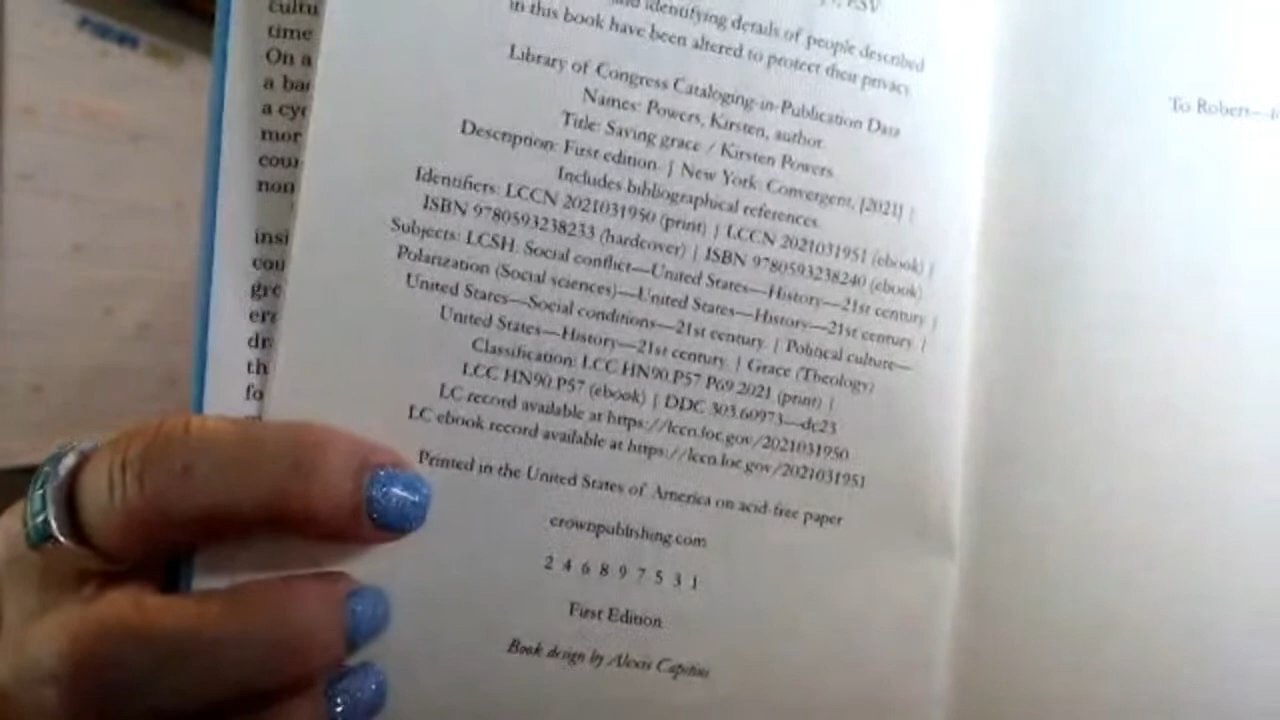 cultu
time
On a
a bac
a cyc
mor
cour
non
insi
cou
gre
ere
dr
th
fo
ESV
and identifying details of people described
in this book have been altered to protect their privacy.
Library of Congress Cataloging-in-Publication Data
Names: Powers, Kirsten, author.
Title: Saving grace / Kirsten Powers.
Description: First edition. | New York: Convergent, [2021] |
Includes bibliographical references.
Identifiers: LCCN 2021031950 (print) | LCCN 2021031951 (ebook) |
ISBN 9780593238233 (hardcover) | ISBN 9780593238240 (ebook)
Subjects: LCSH: Social conflict—United States—History—21st century. |
Polarization (Social sciences)—United States—History—21st century. |
United States—Social conditions—21st century. | Political culture—
United States—History—21st century. | Grace (Theology)
Classification: LCC HN90.P57 P69 2021 (print) |
LCC HN90.P57 (ebook) | DDC 303.60973—dc23
LC record available at https://lccn.loc.gov/2021031950
LC ebook record available at https://lccn.loc.gov/2021031951
Printed in the United States of America on acid-free paper
crownpublishing.com
2 4 6 8 9 7 5 3 1
First Edition
Book design by Alexis Capitini
To Robert—